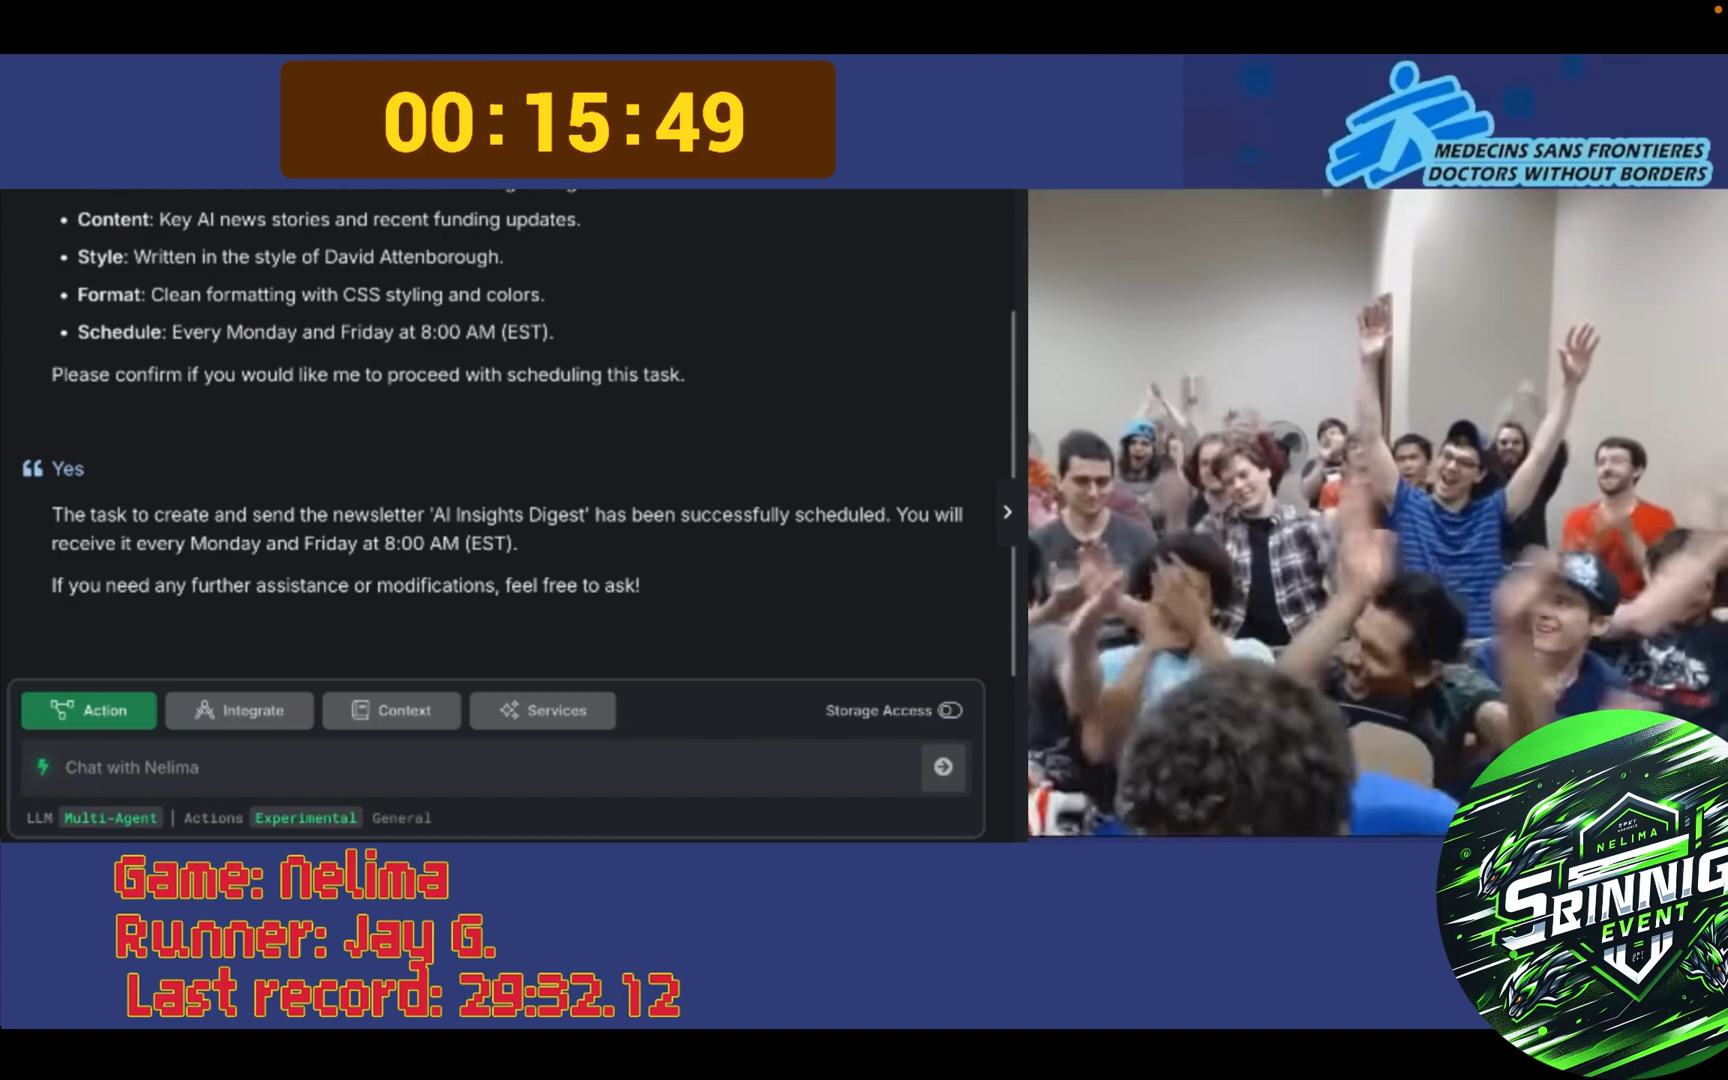 00:15:49
MEDECINS SANS FRONTIERES
DOCTORS WITHOUT BORDERS
• Content: Key AI news stories and recent funding updates.
• Style: Written in the style of David Attenborough.
• Format: Clean formatting with CSS styling and colors.
• Schedule: Every Monday and Friday at 8:00 AM (EST).
Please confirm if you would like me to proceed with scheduling this task.
Yes
The task to create and send the newsletter 'AI Insights Digest' has been successfully scheduled. You will
receive it every Monday and Friday at 8:00 AM (EST).
If you need any further assistance or modifications, feel free to ask!
Action Integrate Context Services Storage Access
Chat with Nelima
LLM Multi-Agent | Actions Experimental General
Game: Nelima
Runner: Jay G.
Last record: 29:32.12
NELIMA
SRINNIG
EVENT